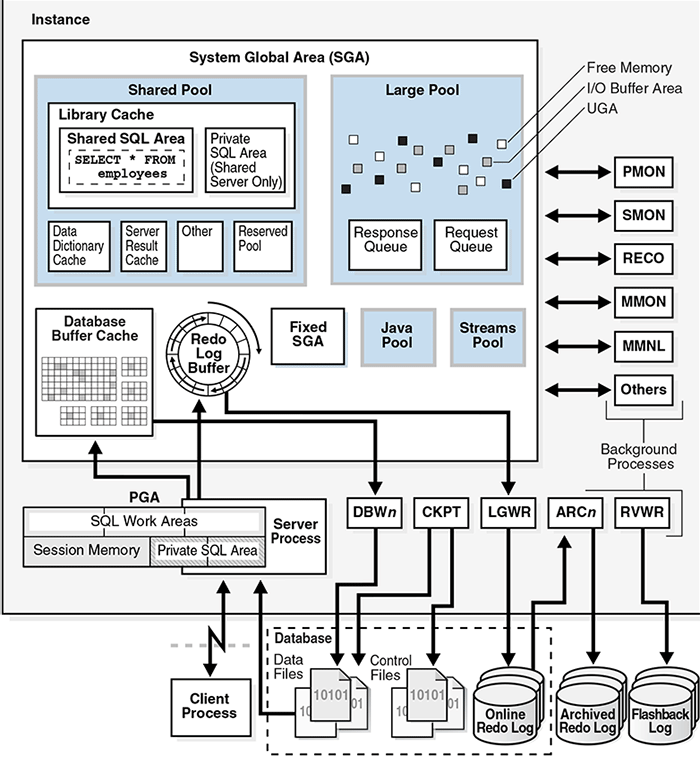 Instance
System Global Area (SGA)
Shared Pool
Library Cache
Shared SQL Area
SELECT * FROM
employees
Private
SQL Area
(Shared
Server Only)
Data
Dictionary
Cache
Server
Result
Cache
Other
Reserved
Pool
Large Pool
Response
Queue
Request
Queue
Free Memory
I/O Buffer Area
UGA
PMON
SMON
RECO
MMON
MMNL
Others
Background
Processes
Database
Buffer Cache
Redo
Log
Buffer
Fixed
SGA
Java
Pool
Streams
Pool
PGA
SQL Work Areas
Session Memory
Private SQL Area
Server
Process
DBWn
CKPT
LGWR
ARCn
RVWR
Client
Process
Database
Data
Files
10101
10
01
Control
Files
10101
10
01
Online
Redo Log
Archived
Redo Log
Flashback
Log